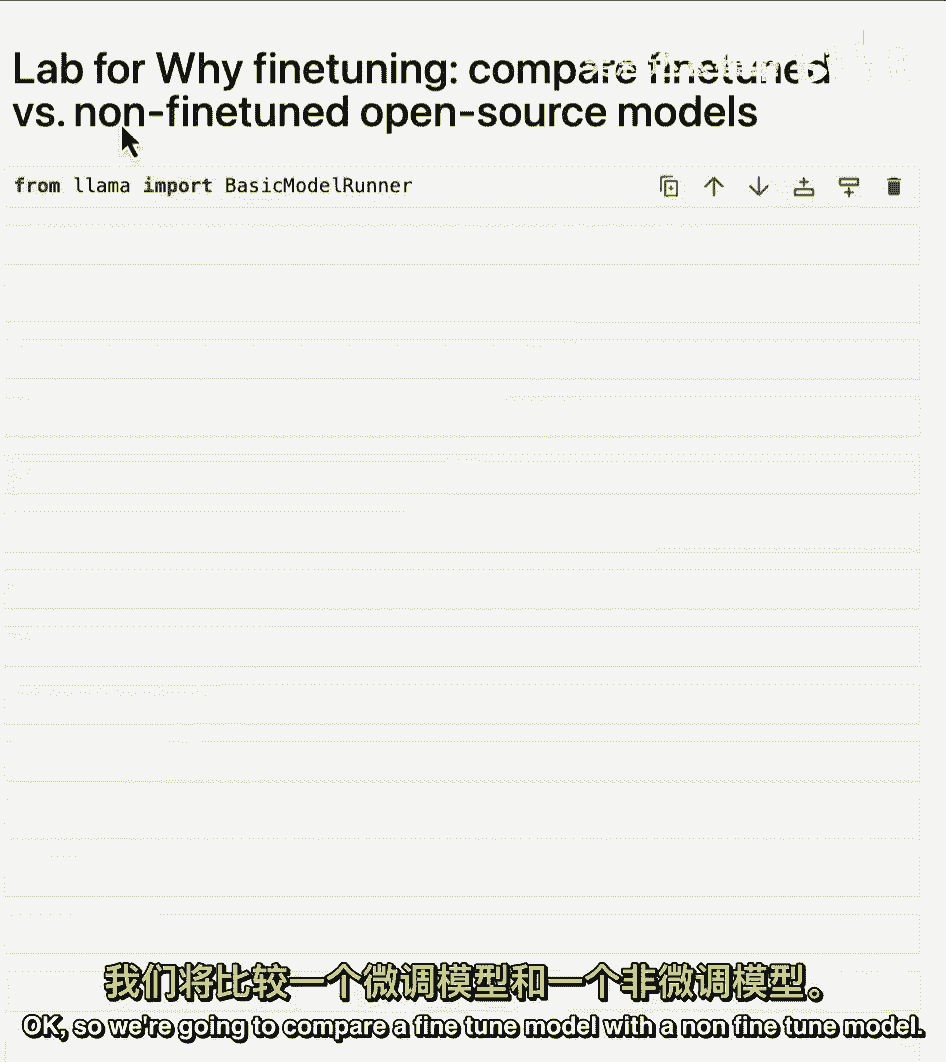 Lab for Why finetuning: compare finetuned
vs. non-finetuned open-source models
from llama import BasicModelRunner
我们将比较一个微调模型和一个非微调模型。
OK, so we're going to compare a fine tune model with a non fine tune model.